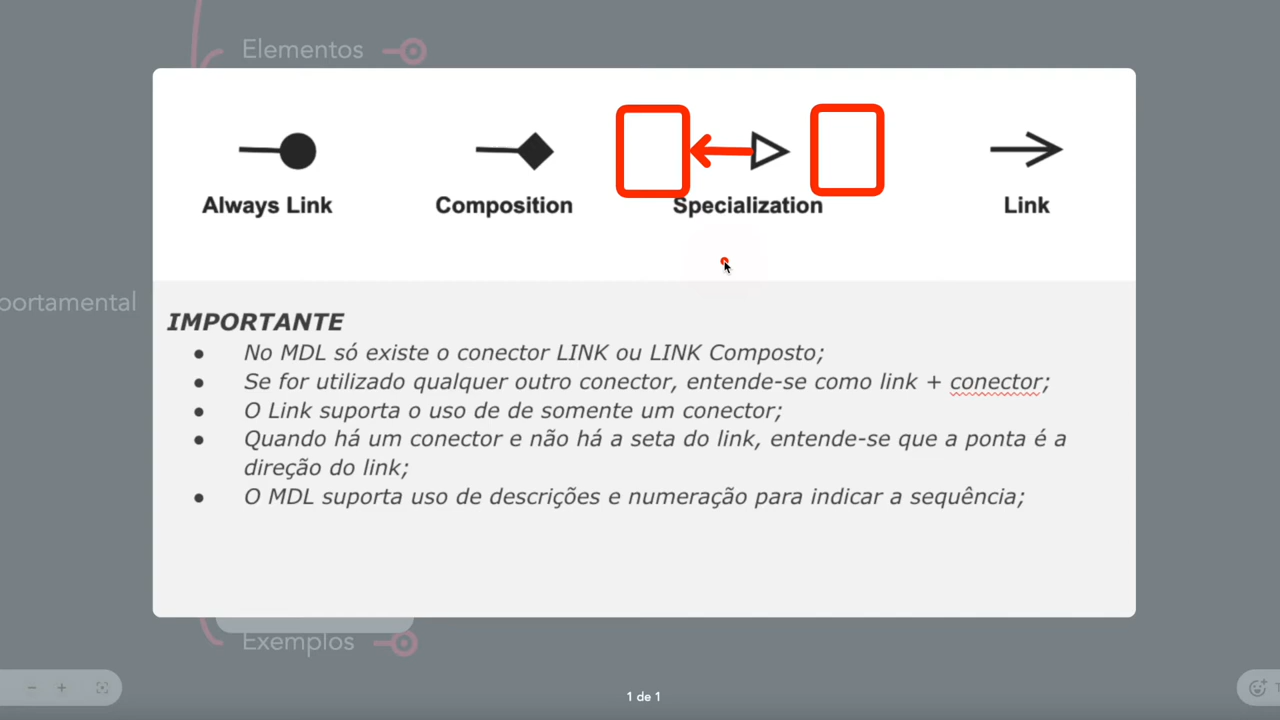 Elementos
Always Link
Composition
Specialization
Link
portamental
IMPORTANTE
● No MDL só existe o conector LINK ou LINK Composto;
● Se for utilizado qualquer outro conector, entende-se como link + conector;
● O Link suporta o uso de de somente um conector;
● Quando há um conector e não há a seta do link, entende-se que a ponta é a
direção do link;
● O MDL suporta uso de descrições e numeração para indicar a sequência;
Exemplos
1 de 1